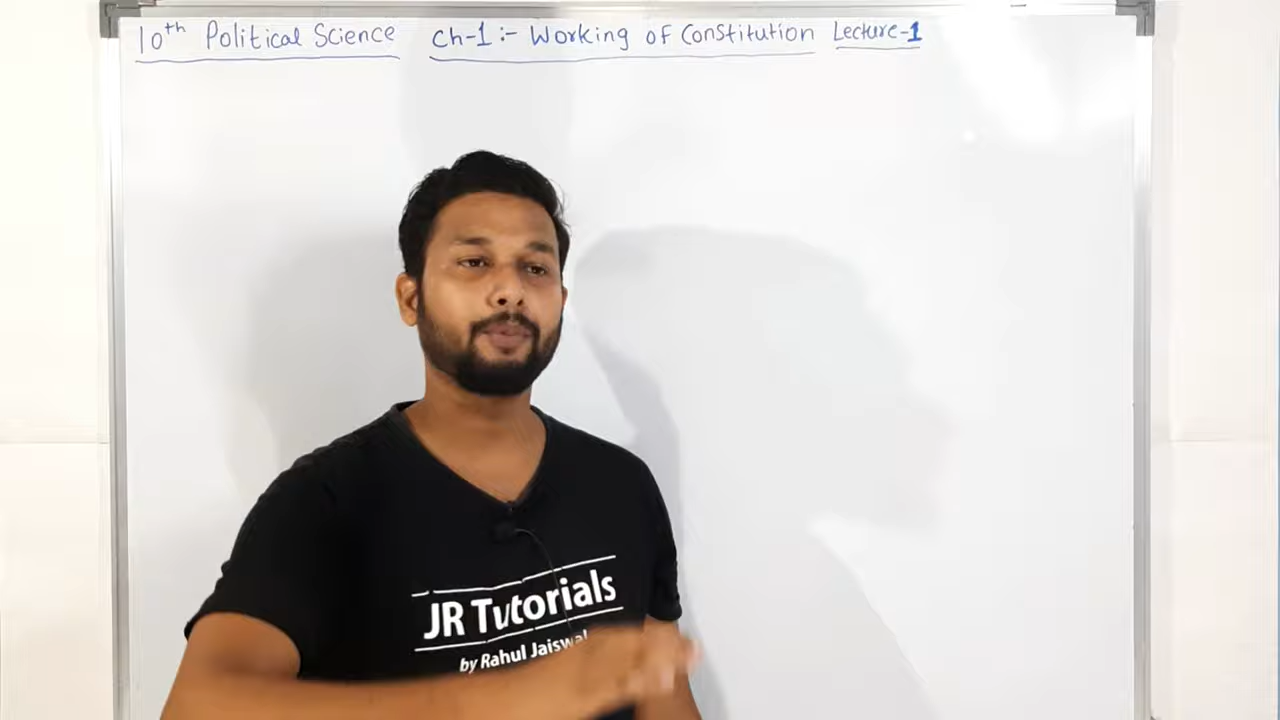 10th Political Science Ch-1:- Working of Constitution Lecture-1
JR Tutorials
by Rahul Jaiswal